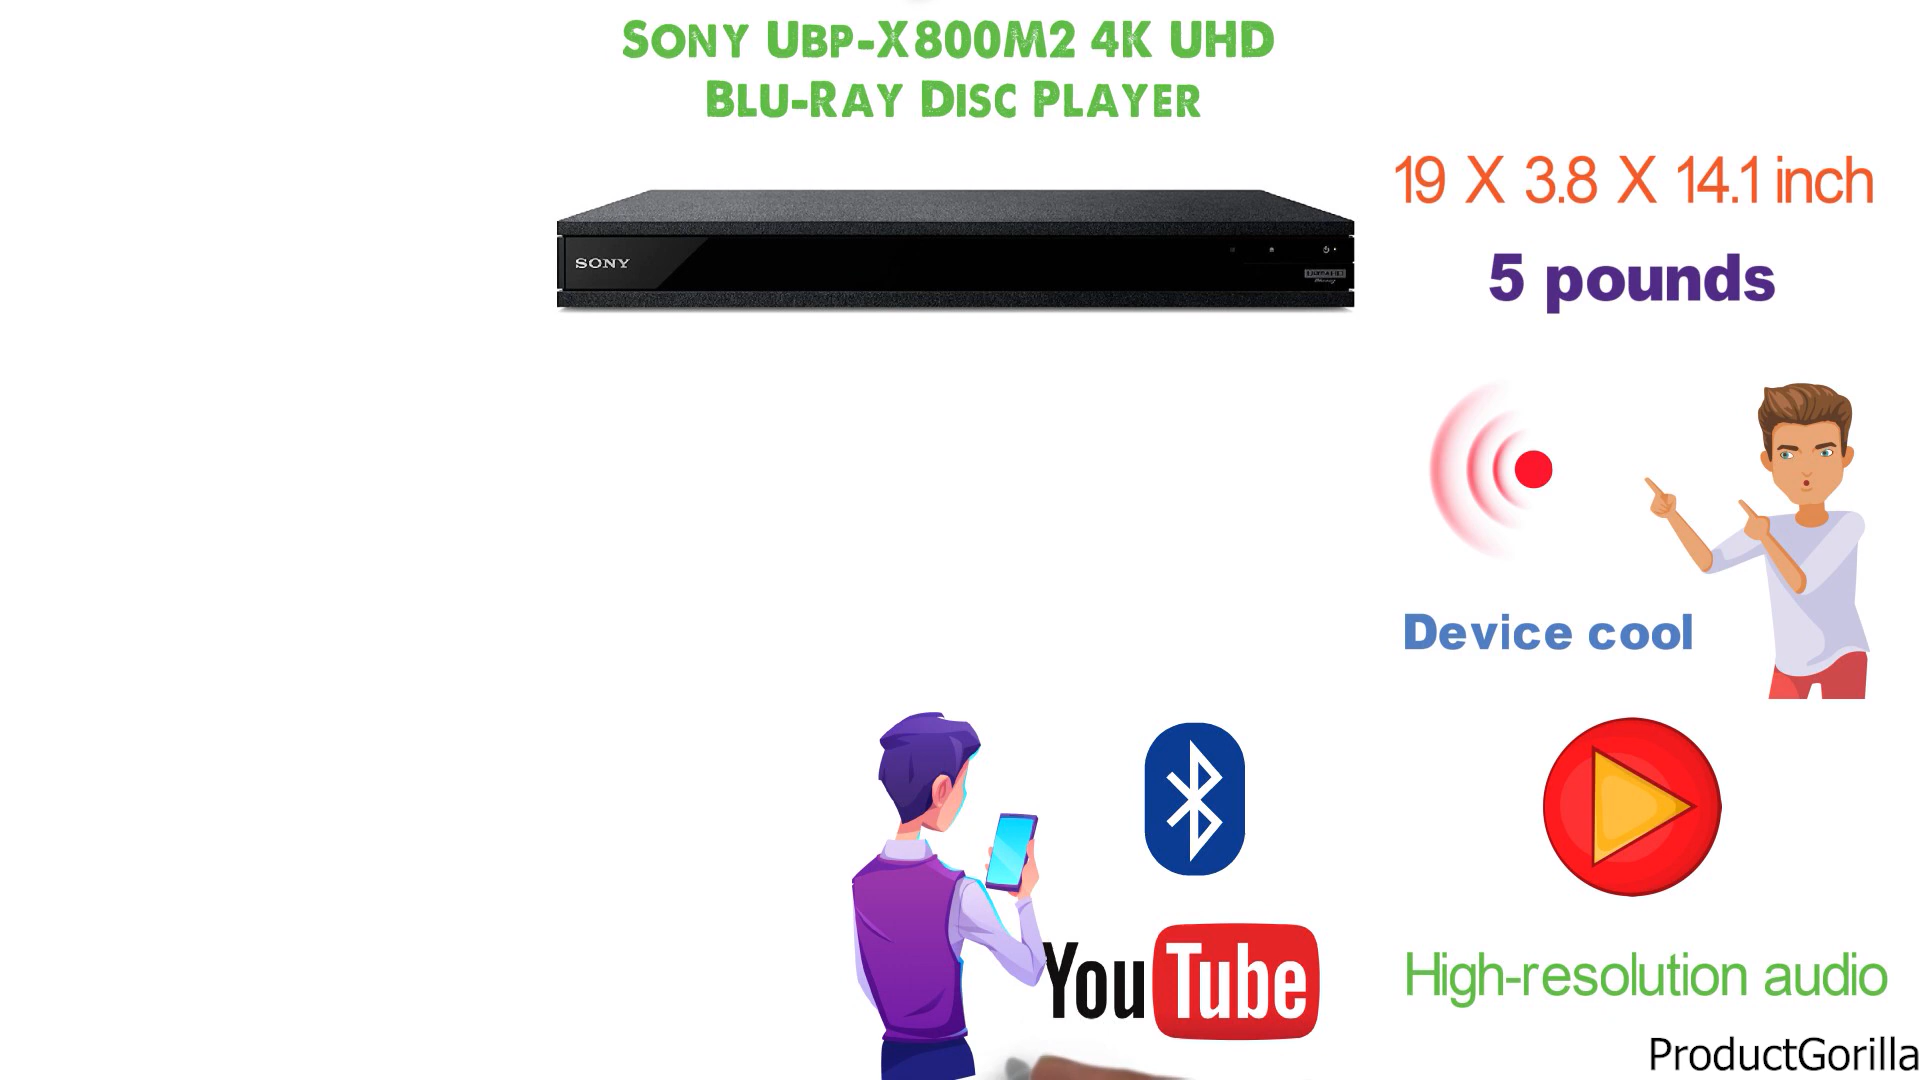 Sony Ubp-X800M2 4K UHD
Blu-Ray Disc Player
19 X 3.8 X 14.1 inch
SONY
5 pounds
Device cool
YouTube
High-resolution audio
ProductGorilla